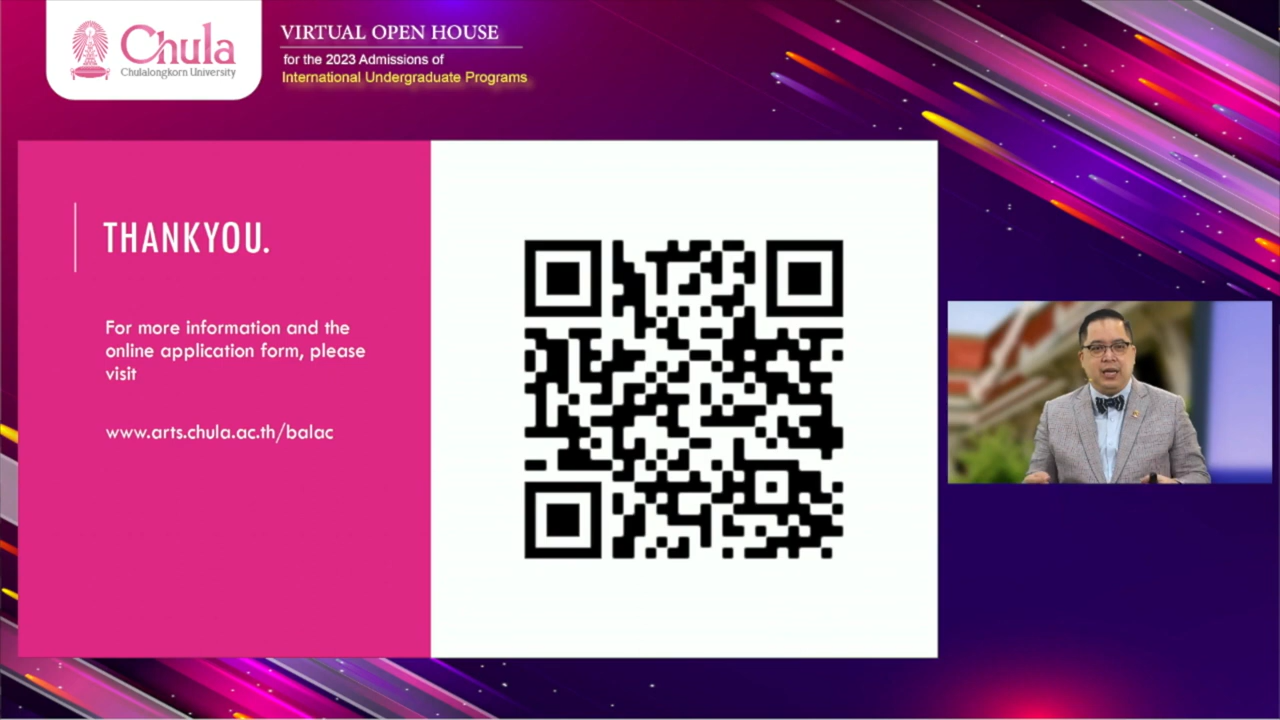 Chula
Chulalongkorn University
VIRTUAL OPEN HOUSE
for the 2023 Admissions of
International Undergraduate Programs
THANKYOU.
For more information and the
online application form, please
visit
www.arts.chula.ac.th/balac